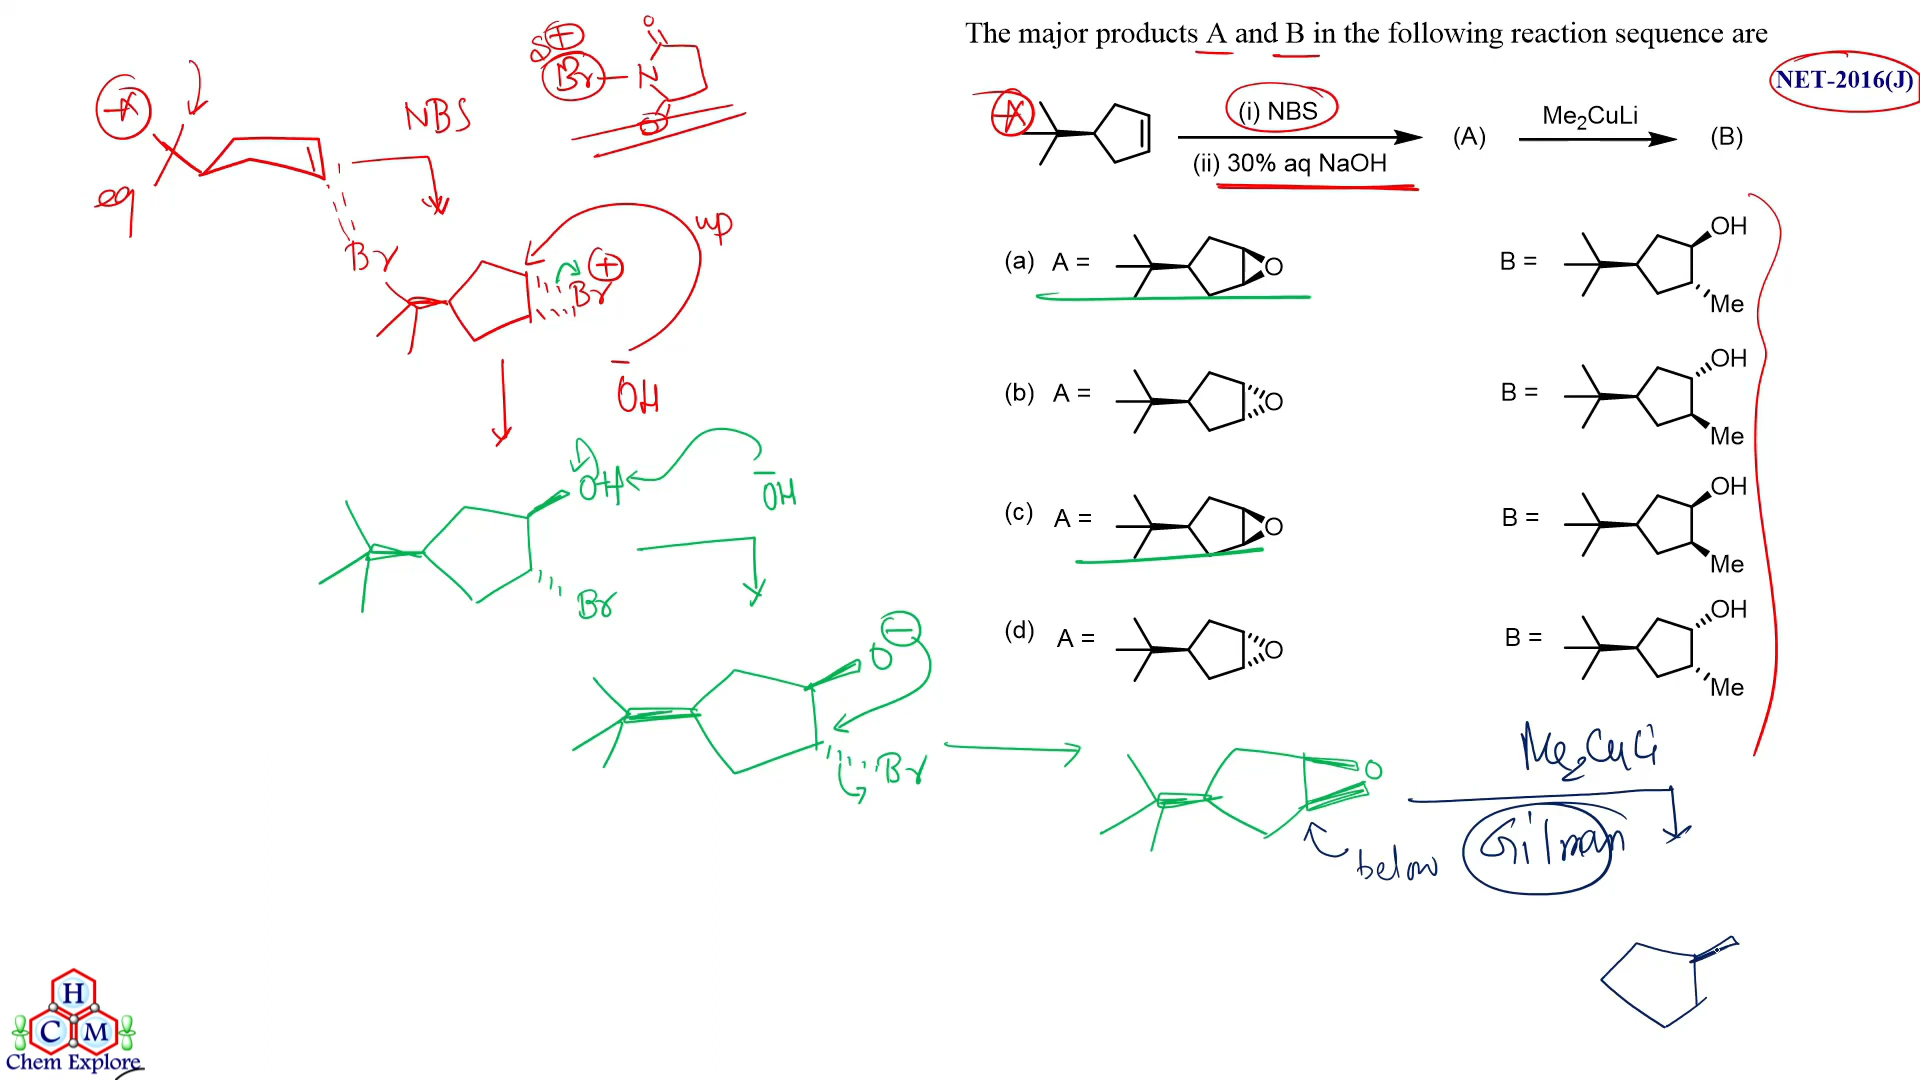 The major products A and B in the following reaction sequence are
NET-2016(J)
(i) NBS
(ii) 30% aq NaOH
(A)
Me2CuLi
(B)
(a) A =
O
B =
OH
Me
(b) A =
O
B =
OH
Me
(c) A =
O
B =
OH
Me
(d) A =
O
B =
OH
Me
eq
NBS
δ+
Br
N
O
O
Br
up
Br
+
OH
OH
OH
Br
O
Br
O
below
Me2CuLi
Gilman
H
C
M
Chem Explore